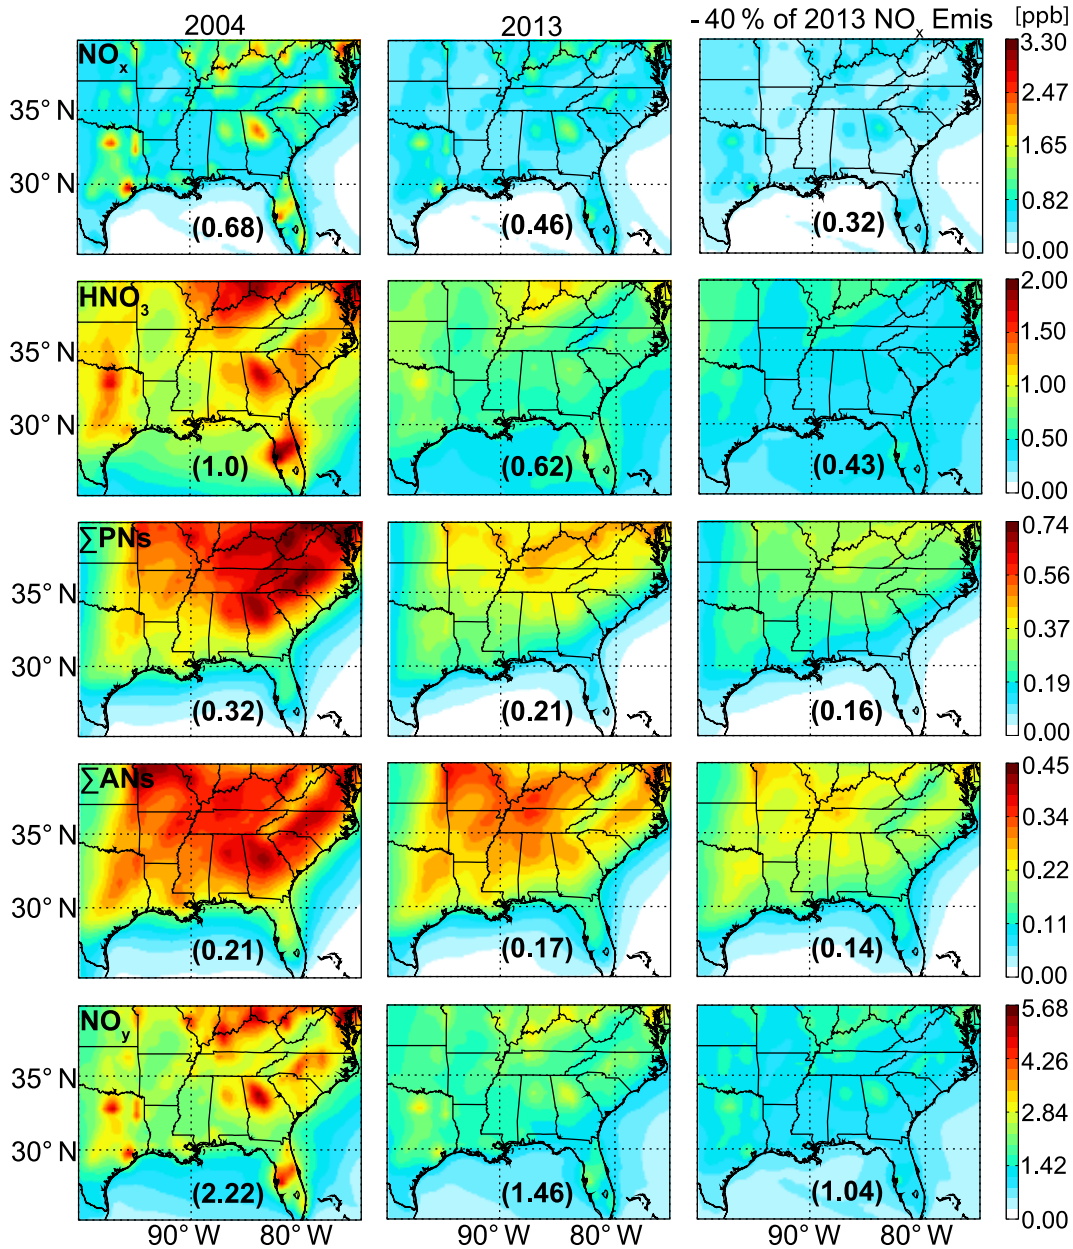 2004 2013 - 40 % of 2013 NOx Emis [ppb]
NOx
3.30
2.47
35° N
1.65
30° N
0.82
(0.68) (0.46) (0.32)
0.00
HNO3
2.00
1.50
35° N
1.00
30° N
0.50
(1.0) (0.62) (0.43)
0.00
∑PNs
0.74
0.56
35° N
0.37
30° N
0.19
(0.32) (0.21) (0.16)
0.00
∑ANs
0.45
0.34
35° N
0.22
30° N
0.11
(0.21) (0.17) (0.14)
0.00
NOy
5.68
4.26
35° N
2.84
30° N
1.42
(2.22) (1.46) (1.04)
0.00
90° W 80° W 90° W 80° W 90° W 80° W